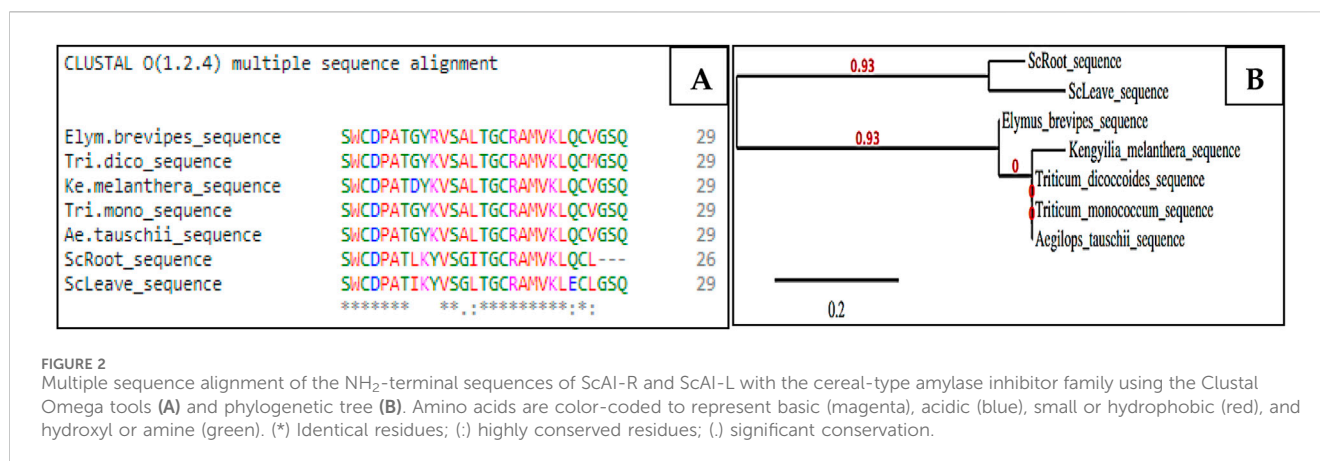 CLUSTAL O(1.2.4) multiple sequence alignment
A
Elym.brevipes_sequence SWCDPATGYRVSALTGCRAMVKLQCVGSQ 29
Tri.dico_sequence SWCDPATGYKVSALTGCRAMVKLQCMGSQ 29
Ke.melanthera_sequence SWCDPATDYKVSALTGCRAMVKLQCVGSQ 29
Tri.mono_sequence SWCDPATGYKVSALTGCRAMVKLQCVGSQ 29
Ae.tauschii_sequence SWCDPATGYKVSALTGCRAMVKLQCVGSQ 29
ScRoot_sequence SWCDPATLKYVSGITGCRAMVKLQCL--- 26
ScLeave_sequence SWCDPATIKYVSGLTGCRAMVKLECLGSQ 29
******* **.:*********:*:
B
0.93
ScRoot_sequence
ScLeave_sequence
Elymus_brevipes_sequence
0.93
Kengyilia_melanthera_sequence
0
Triticum_dicoccoides_sequence
0
Triticum_monococcum_sequence
0
Aegilops_tauschii_sequence
0.2
FIGURE 2
Multiple sequence alignment of the NH2-terminal sequences of ScAI-R and ScAI-L with the cereal-type amylase inhibitor family using the Clustal
Omega tools (A) and phylogenetic tree (B). Amino acids are color-coded to represent basic (magenta), acidic (blue), small or hydrophobic (red), and
hydroxyl or amine (green). (*) Identical residues; (:) highly conserved residues; (.) significant conservation.